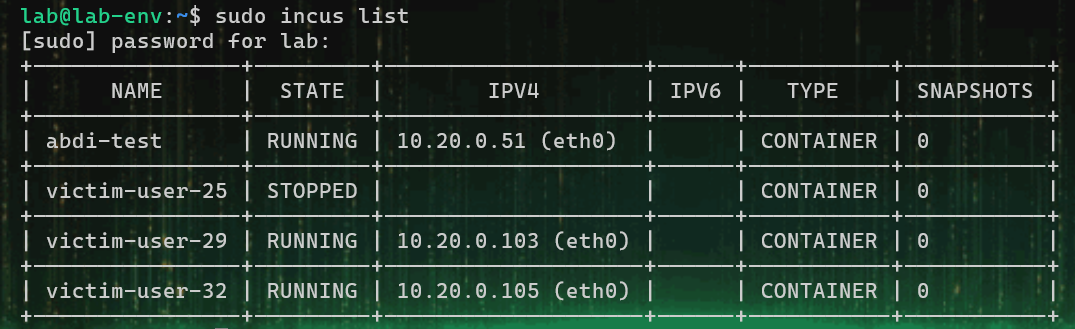 lab@lab-env:~$ sudo incus list
[sudo] password for lab:
+-----------------+---------+--------------------+------+-----------+-----------+
| NAME | STATE | IPV4 | IPV6 | TYPE | SNAPSHOTS |
+-----------------+---------+--------------------+------+-----------+-----------+
| abdi-test | RUNNING | 10.20.0.51 (eth0) | | CONTAINER | 0 |
+-----------------+---------+--------------------+------+-----------+-----------+
| victim-user-25 | STOPPED | | | CONTAINER | 0 |
+-----------------+---------+--------------------+------+-----------+-----------+
| victim-user-29 | RUNNING | 10.20.0.103 (eth0) | | CONTAINER | 0 |
+-----------------+---------+--------------------+------+-----------+-----------+
| victim-user-32 | RUNNING | 10.20.0.105 (eth0) | | CONTAINER | 0 |
+-----------------+---------+--------------------+------+-----------+-----------+